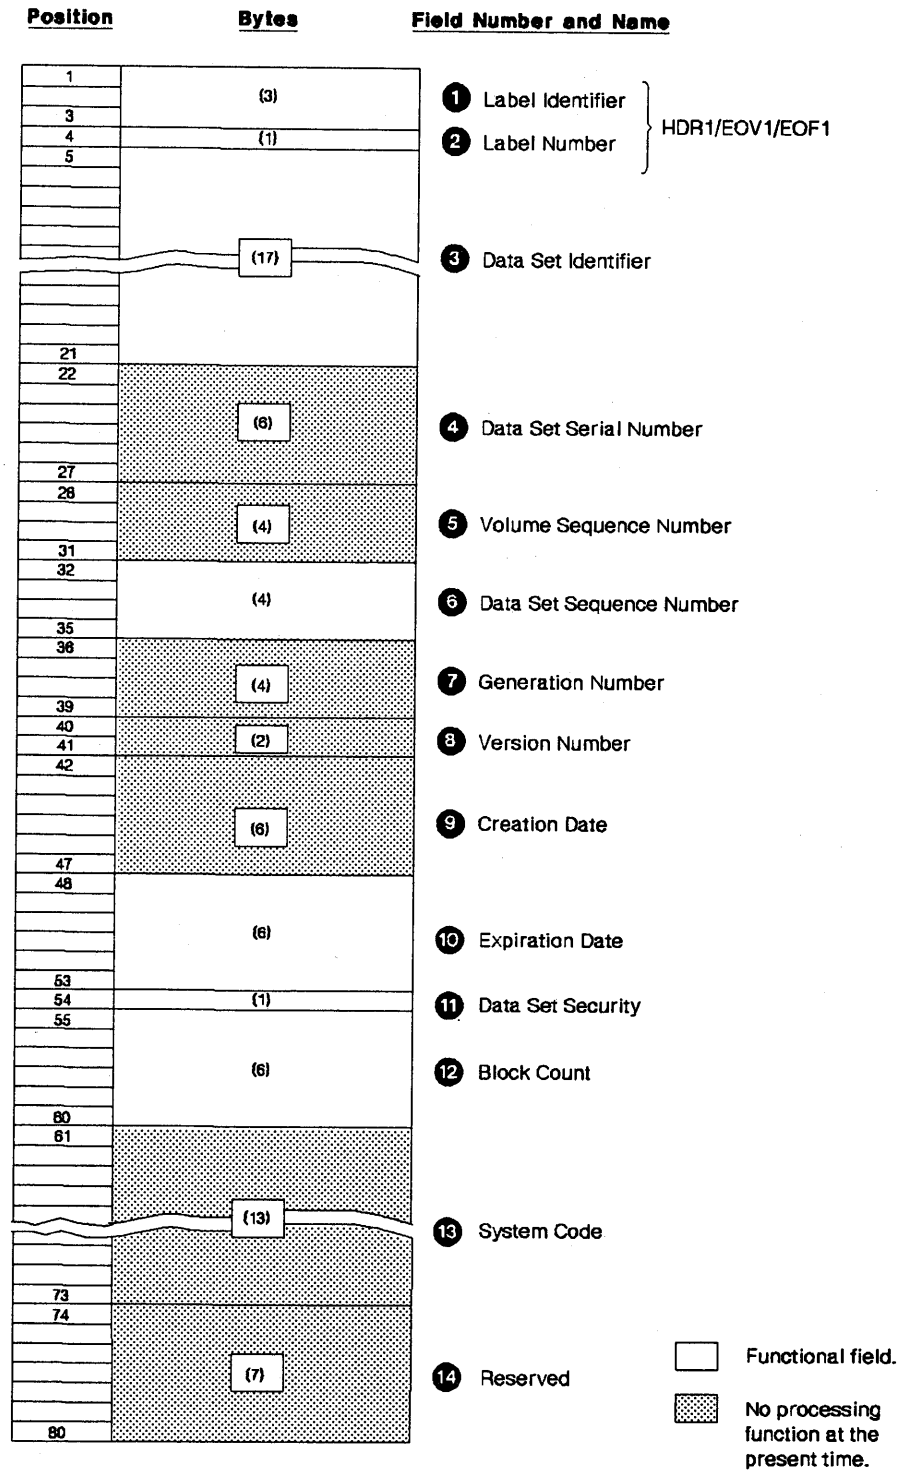 Position Bytes Field Number and Name
1
(3)
1 Label Identifier
3
HDR1/EOV1/EOF1
4 (1) 2 Label Number
5
(17) 3 Data Set Identifier
21
22
(6) 4 Data Set Serial Number
27
28
(4) 5 Volume Sequence Number
31
32
(4) 6 Data Set Sequence Number
35
36
(4) 7 Generation Number
39
40
(2) 8 Version Number
41
42
(6) 9 Creation Date
47
48
(6) 10 Expiration Date
53
54 (1) 11 Data Set Security
55
(6) 12 Block Count
60
61
(13) 13 System Code
73
74
(7) 14 Reserved
80
Functional field.
No processing
function at the
present time.